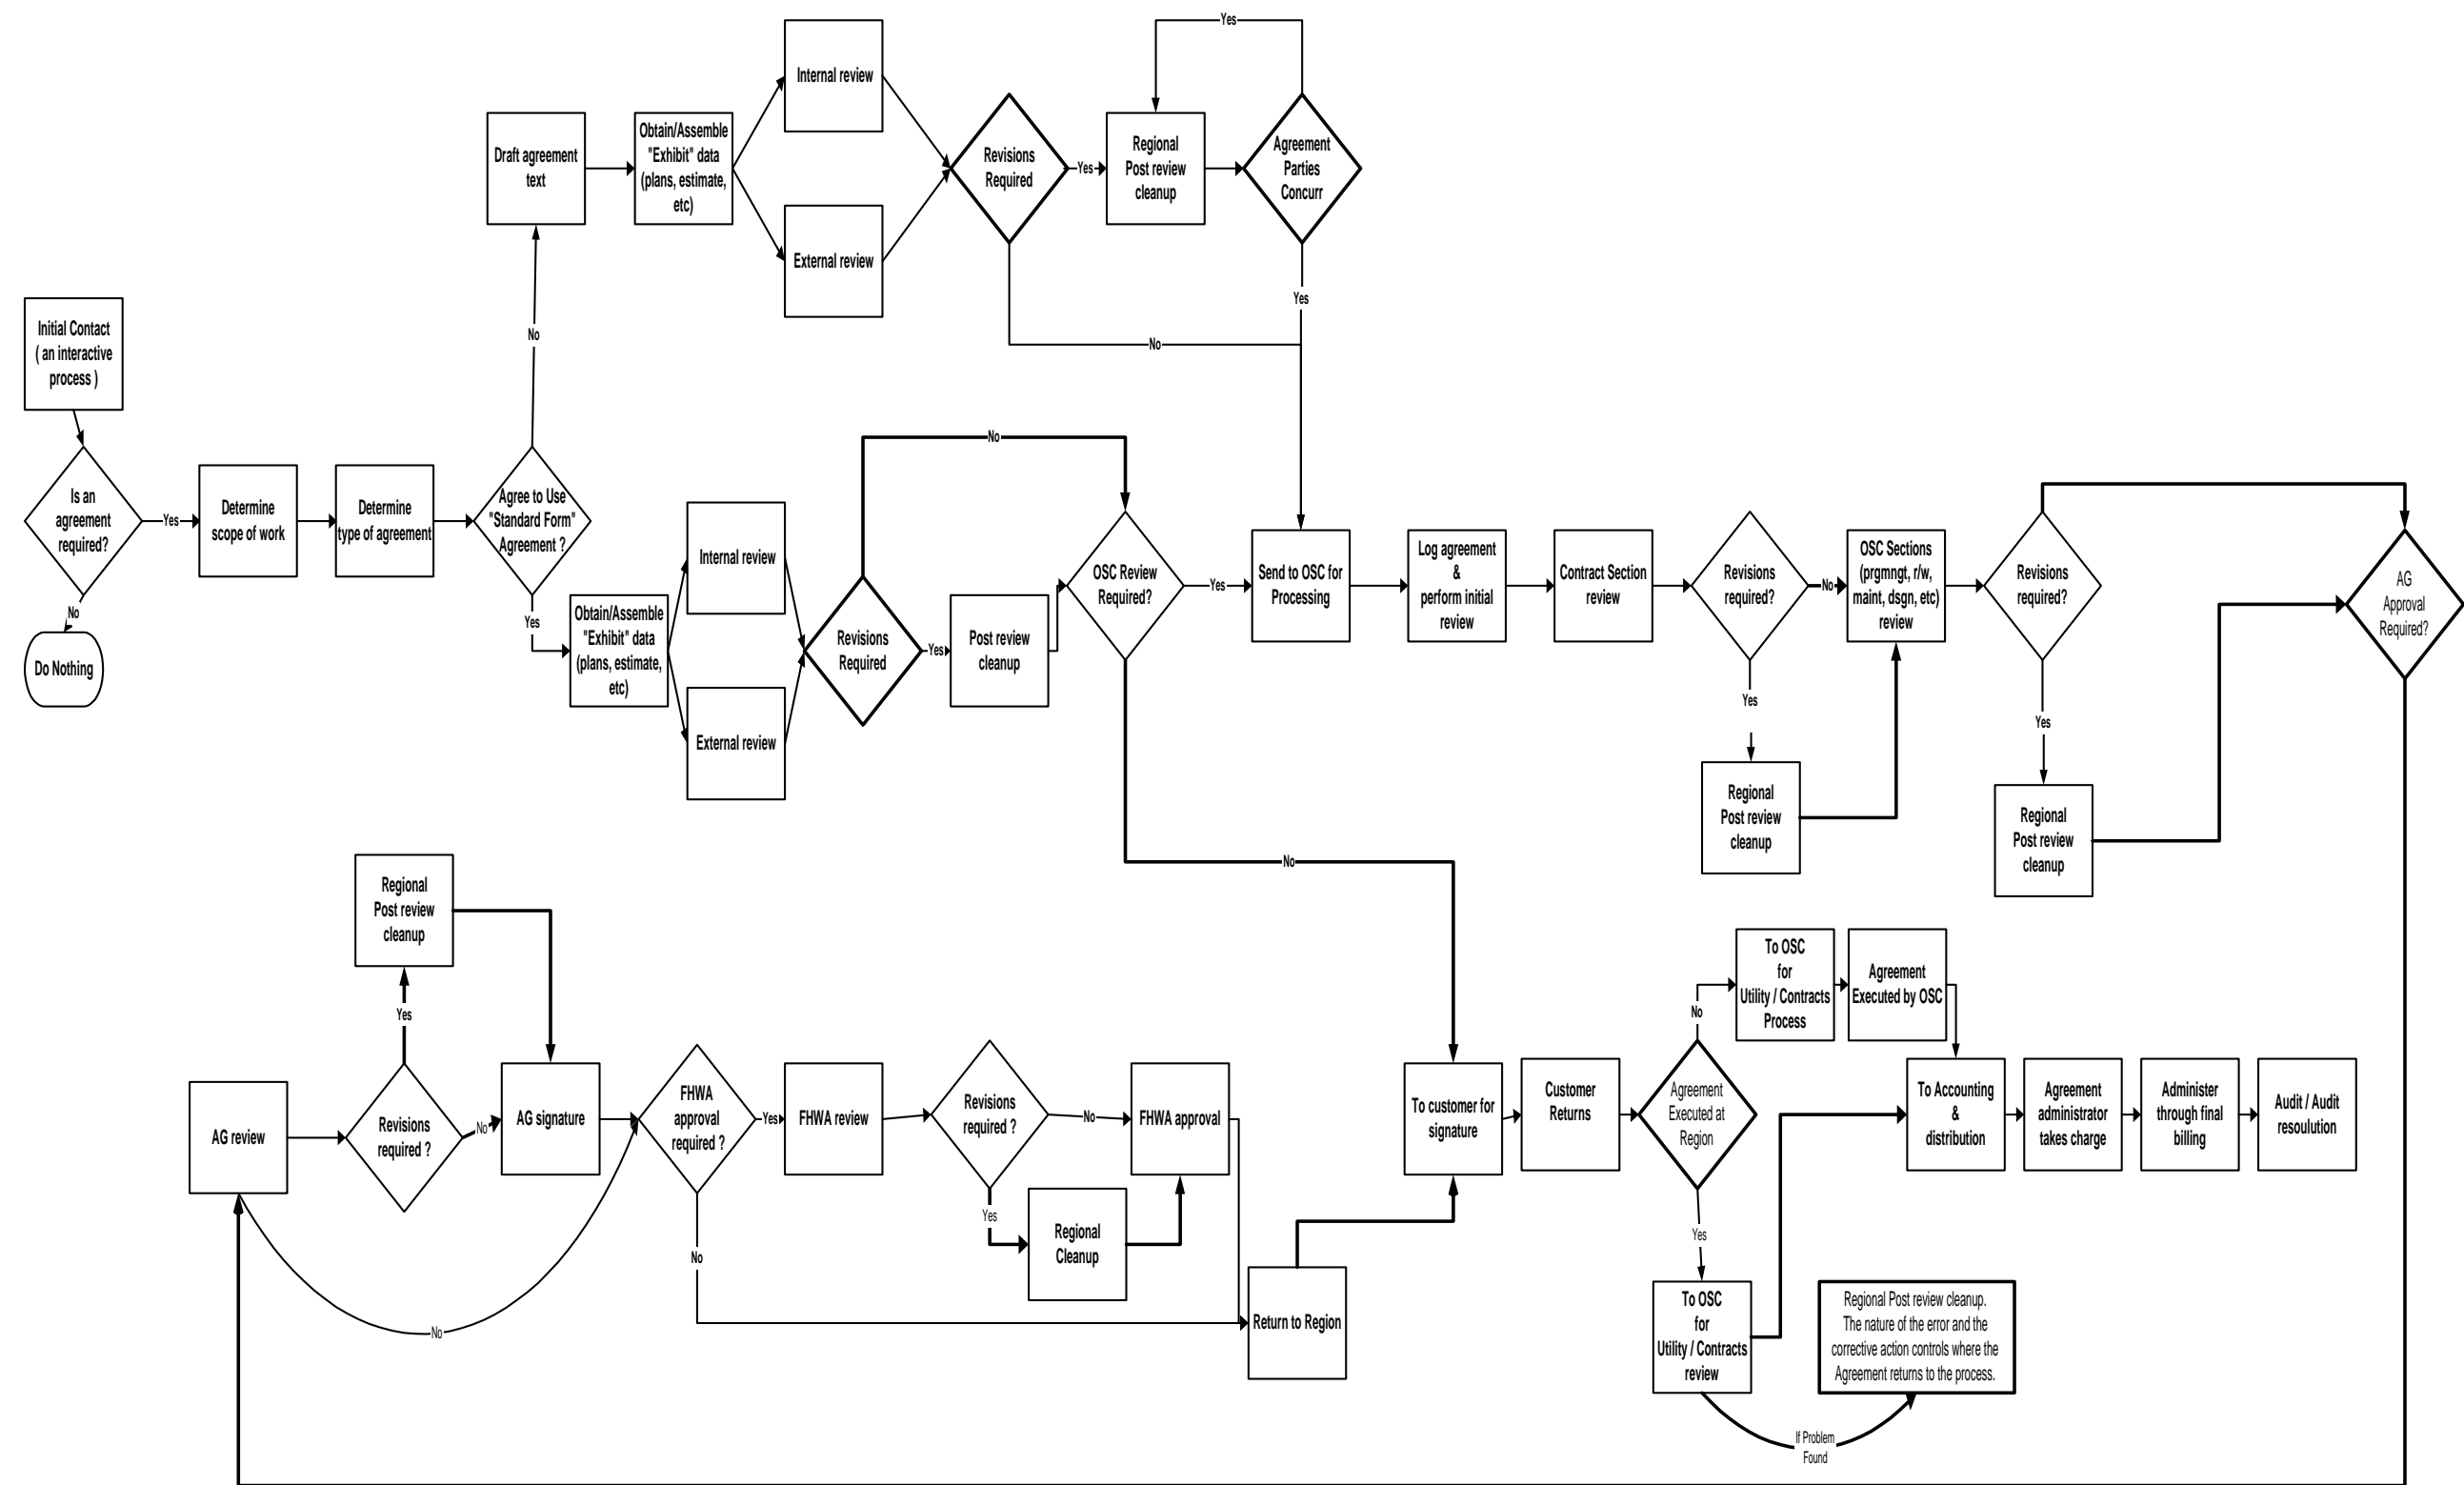 Yes
Internal review
Draft agreement
text
Obtain/Assemble
"Exhibit" data
(plans, estimate,
etc)
Revisions
Required
Yes
Regional
Post review
cleanup
Agreement
Parties
Concurr
External review
Yes
No
No
Initial Contact
( an interactive
process )
Is an
agreement
required?
Yes
No
Do Nothing
Determine
scope of work
Determine
type of agreement
Agree to Use
"Standard Form"
Agreement ?
Yes
Obtain/Assemble
"Exhibit" data
(plans, estimate,
etc)
Internal review
External review
Revisions
Required
No
Yes
Post review
cleanup
OSC Review
Required?
Yes
No
Send to OSC for
Processing
Log agreement
&
perform initial
review
Contract Section
review
Revisions
required?
No
Yes
Regional
Post review
cleanup
OSC Sections
(prgmngt, r/w,
maint, dsgn, etc)
review
Revisions
required?
Yes
Regional
Post review
cleanup
AG
Approval
Required?
Regional
Post review
cleanup
Yes
AG review
Revisions
required ?
No
AG signature
No
FHWA
approval
required ?
Yes
No
FHWA review
Revisions
required ?
No
Yes
Regional
Cleanup
FHWA approval
Return to Region
To customer for
signature
Customer
Returns
Agreement
Executed at
Region
No
To OSC
for
Utility / Contracts
Process
Agreement
Executed by OSC
To Accounting
&
distribution
Agreement
administrator
takes charge
Administer
through final
billing
Audit / Audit
resoulution
Yes
To OSC
for
Utility / Contracts
review
If Problem
Found
Regional Post review cleanup.
The nature of the error and the
corrective action controls where the
Agreement returns to the process.